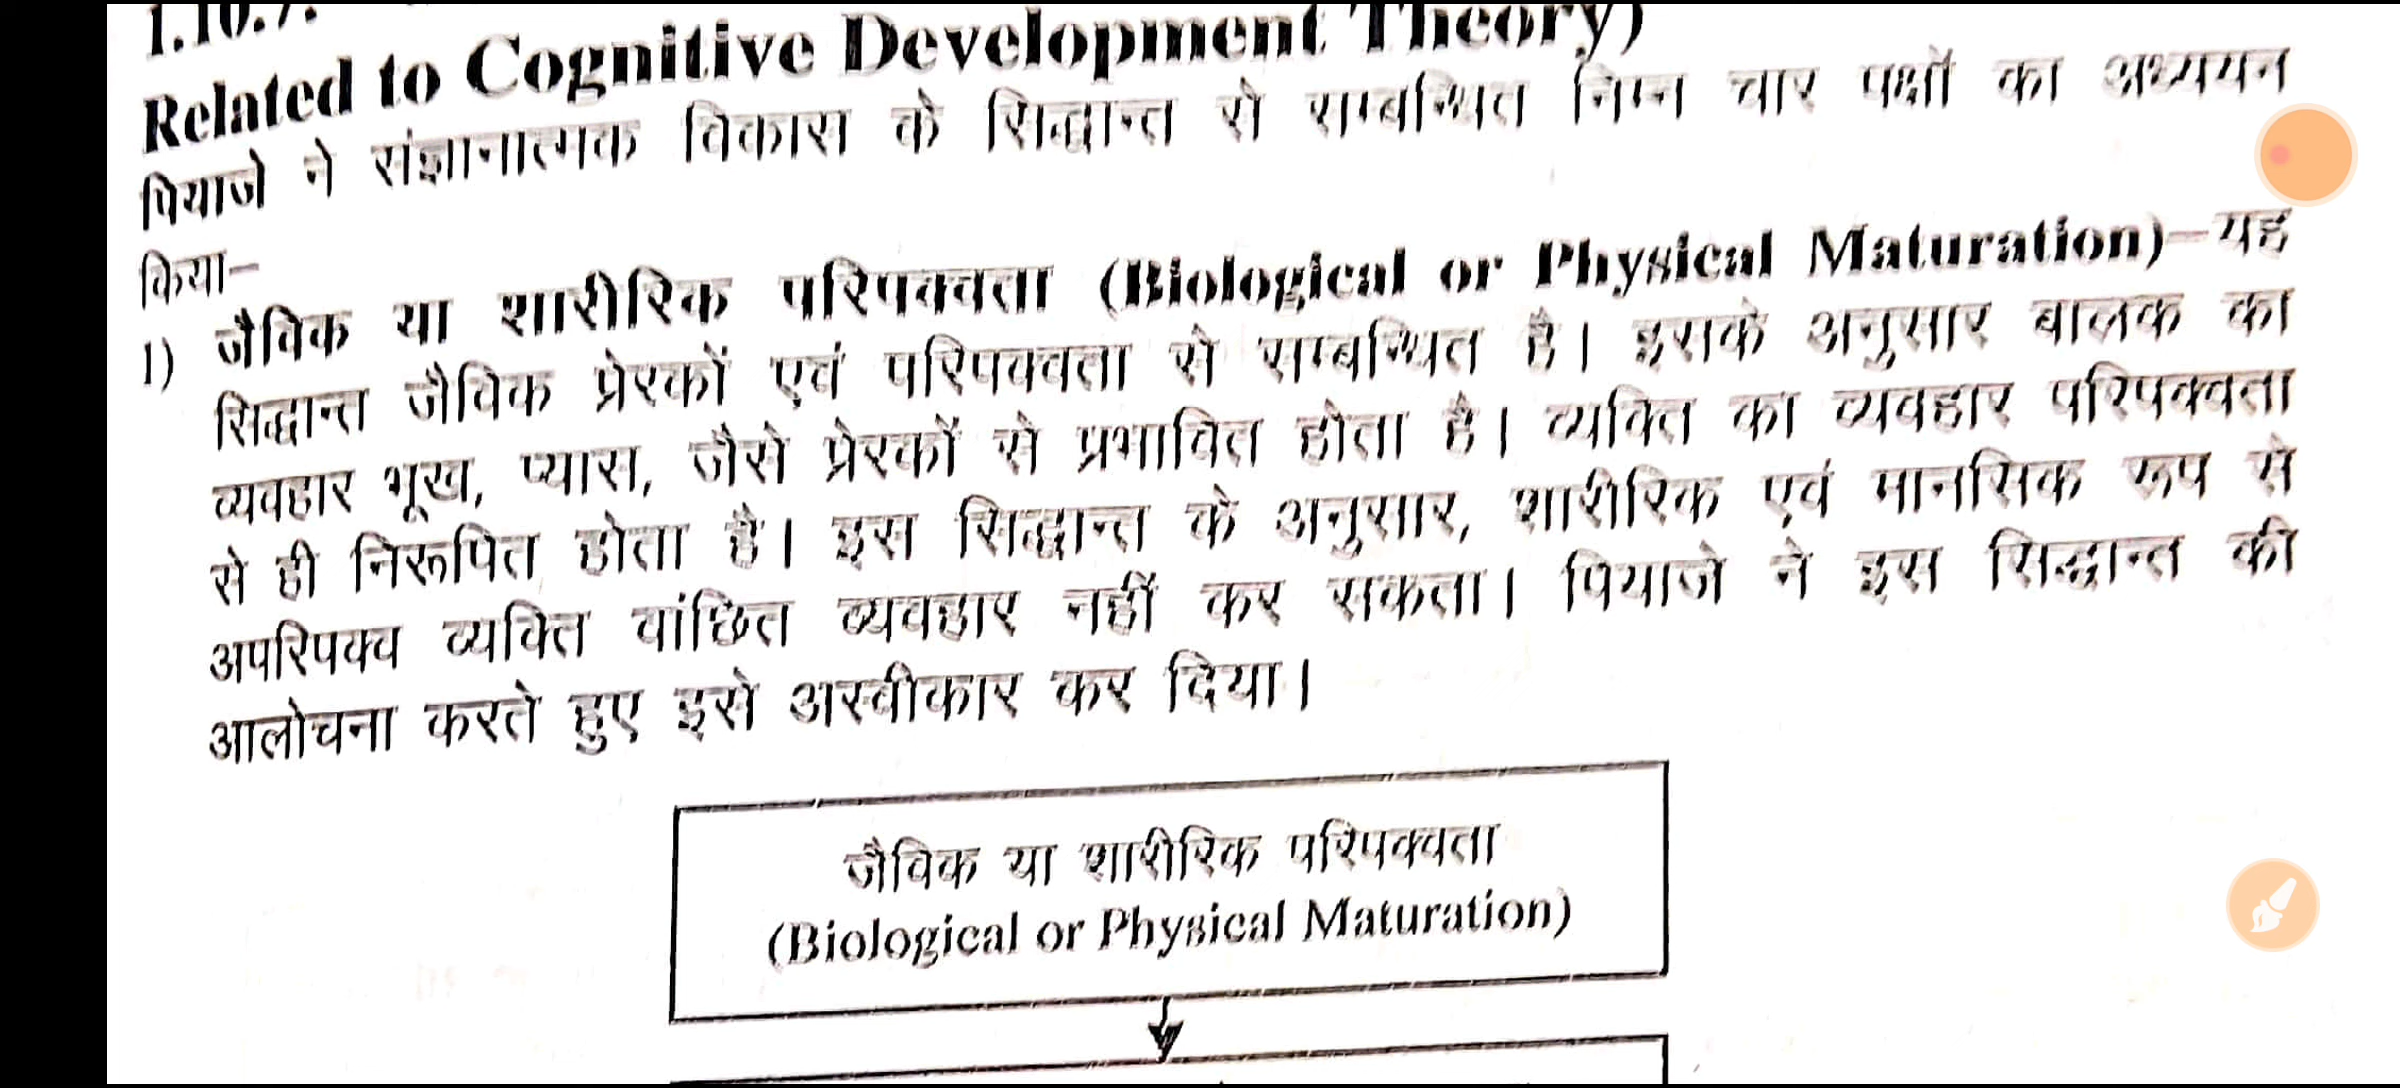 1.10.7.
Related to Cognitive Development Theory)
पियाजे ने संज्ञानात्मक विकास के सिद्धान्त से सम्बन्धित निम्न चार पक्षों का अध्ययन
किया–
1) जैविक या शारीरिक परिपक्वता (Biological or Physical Maturation)–यह
सिद्धान्त जैविक प्रेरकों एवं परिपक्वता से सम्बन्धित है। इसके अनुसार बालक का
व्यवहार भूख, प्यास, जैसे प्रेरकों से प्रभावित होता है। व्यक्ति का व्यवहार परिपक्वता
से ही निरूपित होता है। इस सिद्धान्त के अनुसार, शारीरिक एवं मानसिक रूप से
अपरिपक्व व्यक्ति वांछित व्यवहार नहीं कर सकता। पियाजे ने इस सिद्धान्त की
आलोचना करते हुए इसे अस्वीकार कर दिया।
जैविक या शारीरिक परिपक्वता
(Biological or Physical Maturation)